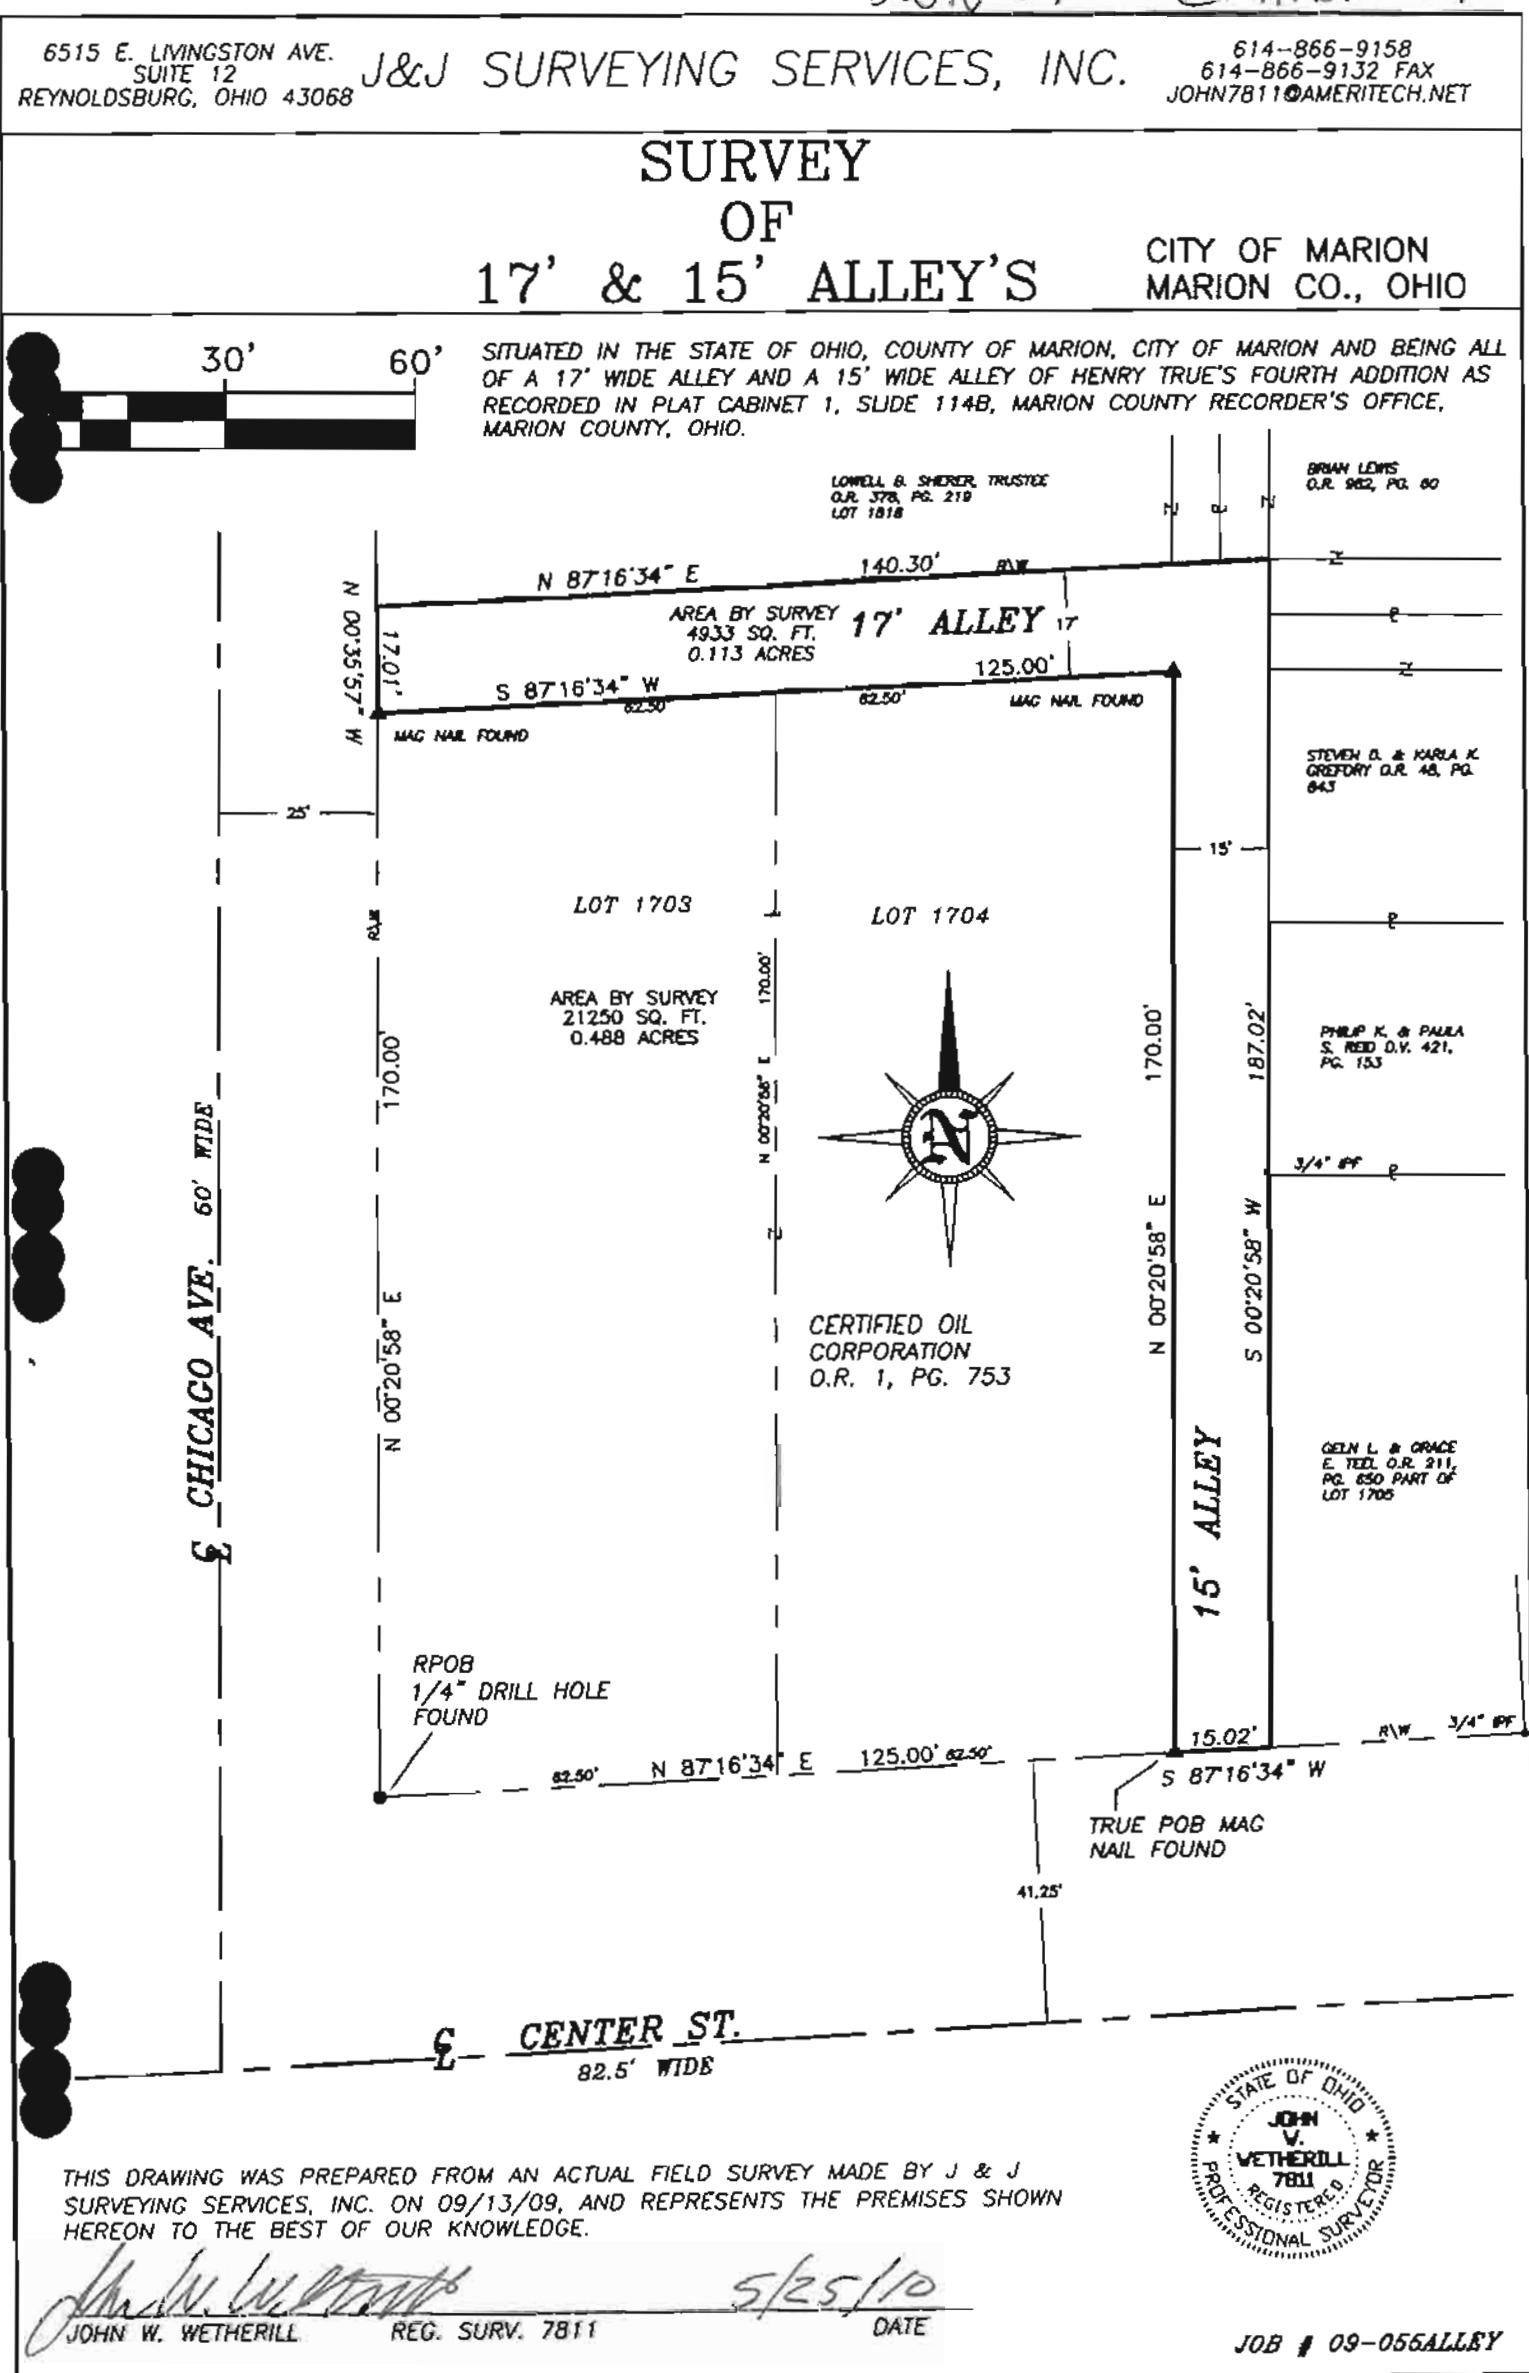 6515 E. LIVINGSTON AVE.
SUITE 12
REYNOLDSBURG, OHIO 43068
J&J SURVEYING SERVICES, INC.
614-866-9158
614-866-9132 FAX
JOHN7811@AMERITECH.NET
SURVEY
OF
17' & 15' ALLEY'S
CITY OF MARION
MARION CO., OHIO
30'
60'
SITUATED IN THE STATE OF OHIO, COUNTY OF MARION, CITY OF MARION AND BEING ALL
OF A 17' WIDE ALLEY AND A 15' WIDE ALLEY OF HENRY TRUE'S FOURTH ADDITION AS
RECORDED IN PLAT CABINET 1, SLIDE 114B, MARION COUNTY RECORDER'S OFFICE,
MARION COUNTY, OHIO.
LOWELL B. SHERER, TRUSTEE
O.R. 378, PG. 219
LOT 1818
BRIAN LEWIS
O.R. 982, PG. 60
N 87°16'34" E
140.30'
R\W
N 00°35'57" W
17.01'
AREA BY SURVEY
4933 SQ. FT.
0.113 ACRES
17' ALLEY
17'
S 87°16'34" W
62.50'
125.00'
62.50'
MAG NAIL FOUND
MAG NAIL FOUND
STEVEN D. & KARLA K.
GREFORY O.R. 48, PG.
843
25'
15'
R\W
LOT 1703
LOT 1704
AREA BY SURVEY
21250 SQ. FT.
0.488 ACRES
170.00'
N 00°20'58" E
170.00'
N 00°20'58" E
170.00'
N 00°20'58" E
187.02'
S 00°20'58" W
PHILIP K. & PAULA
S. REID D.V. 421,
PG. 153
3/4" IPF
N
CHICAGO AVE. 60' WIDE
CERTIFIED OIL
CORPORATION
O.R. 1, PG. 753
15' ALLEY
GELN L. & GRACE
E. TEEL O.R. 211,
PG. 650 PART OF
LOT 1705
RPOB
1/4" DRILL HOLE
FOUND
62.50'
N 87°16'34" E
125.00'
62.50'
15.02'
S 87°16'34" W
R\W
3/4" IPF
TRUE POB MAG
NAIL FOUND
41.25'
CENTER ST.
82.5' WIDE
STATE OF OHIO
JOHN
W.
WETHERILL
7811
REGISTERED
PROFESSIONAL SURVEYOR
THIS DRAWING WAS PREPARED FROM AN ACTUAL FIELD SURVEY MADE BY J & J
SURVEYING SERVICES, INC. ON 09/13/09, AND REPRESENTS THE PREMISES SHOWN
HEREON TO THE BEST OF OUR KNOWLEDGE.
John W. Wetherill
5/25/10
JOHN W. WETHERILL
REG. SURV. 7811
DATE
JOB # 09-055ALLEY